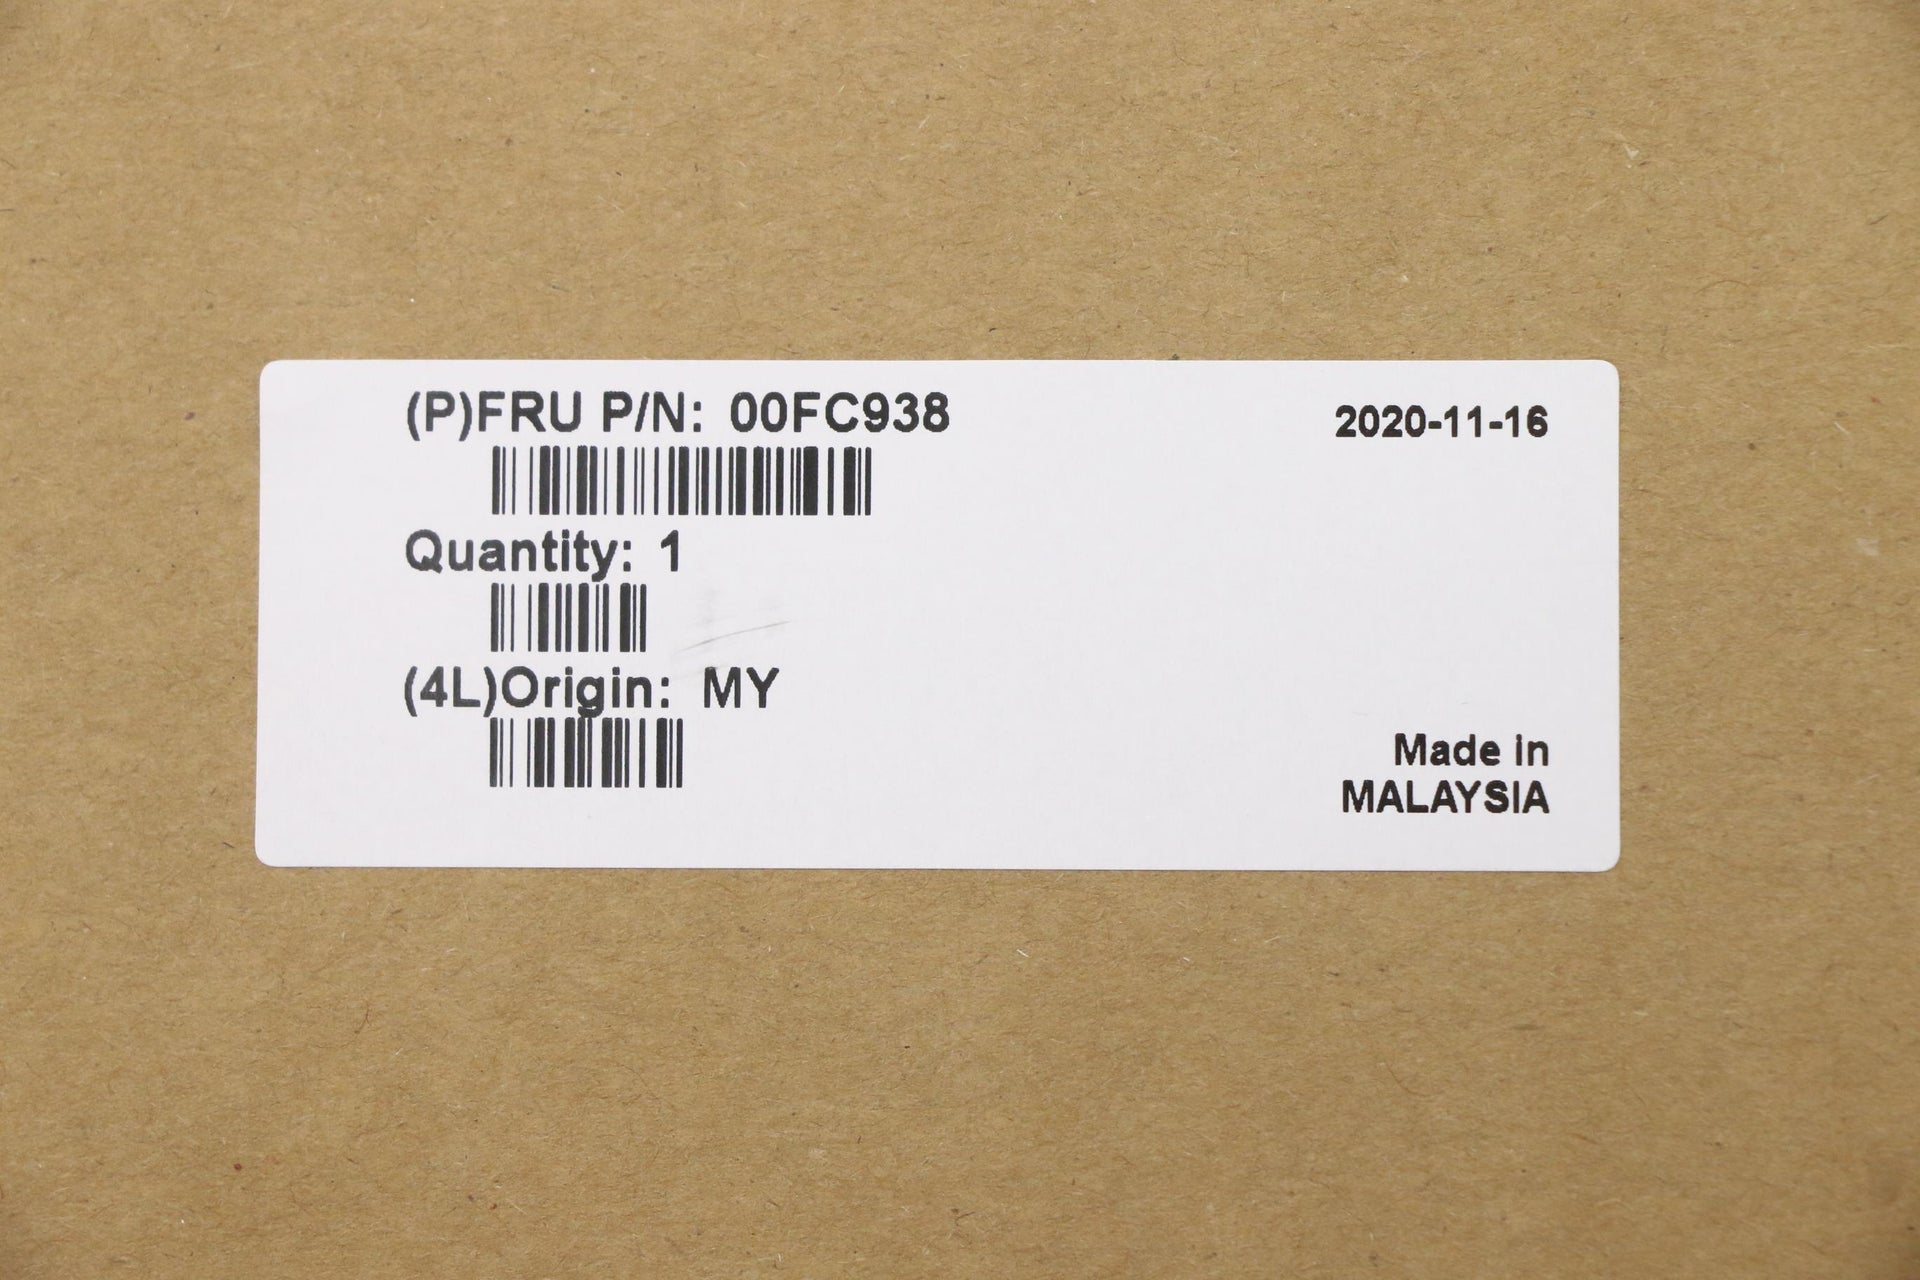 (P)FRU P/N: 00FC938
2020-11-16
Quantity: 1
(4L)Origin: MY
Made in
MALAYSIA